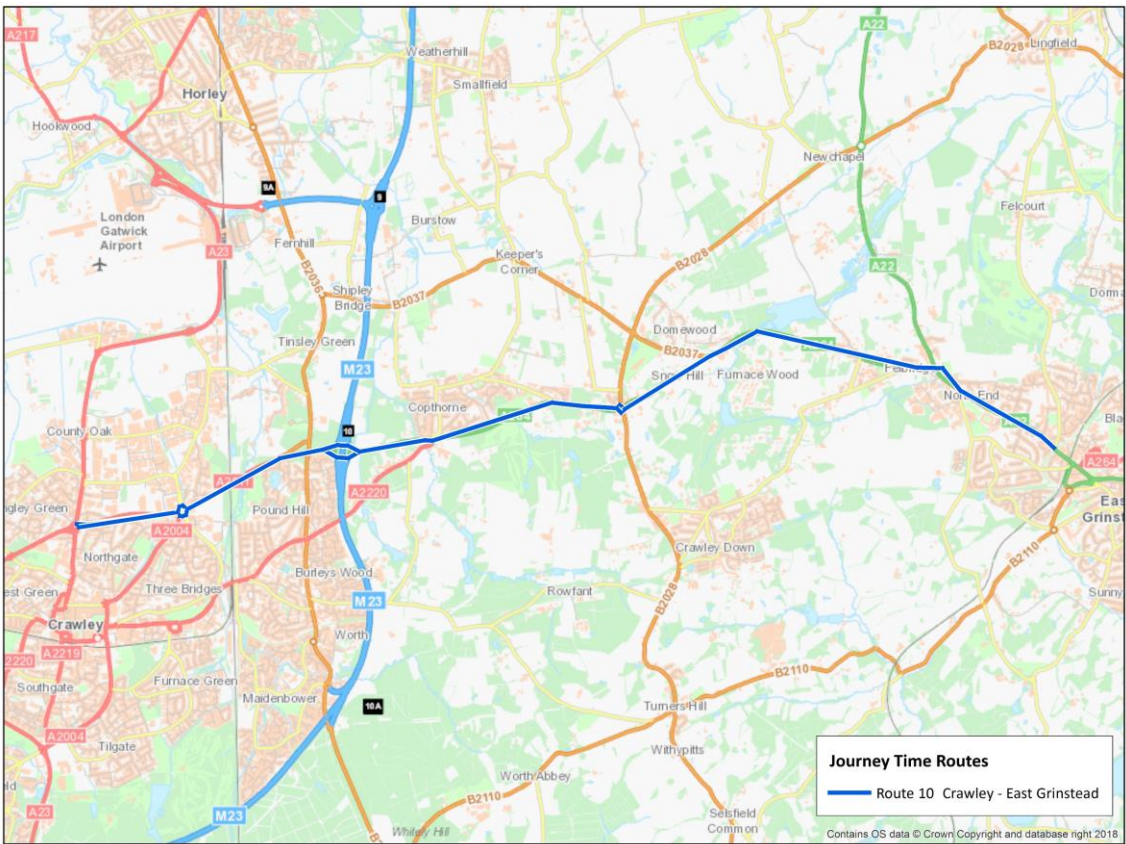 A217
A22
Weatherhill
B2028
Lingfield
Smallfield
Horley
Hookwood
Newchapel
9A
9
London
Gatwick
Airport
Burstow
Felcourt
A23
Fernhill
Keeper's
Corner
B2028
A22
B2036
Shipley
Bridge
B2037
Domewood
Tinsley Green
B2037
M23
Furnace Wood
North End
Copthorne
County Oak
10
A264
A2220
Pound Hill
A2004
Northgate
Crawley Down
Three Bridges
Burleys Wood
B2110
Rowfant
M23
B2028
Crawley
Worth
A2219
Southgate
Furnace Green
Maidenbower
B2110
10A
Turners Hill
A2004
Tilgate
Withypitts
Worth Abbey
A23
M23
B2110
Selsfield
Common
Whitely Hill
Journey Time Routes
Route 10 Crawley - East Grinstead
Contains OS data © Crown Copyright and database right 2018